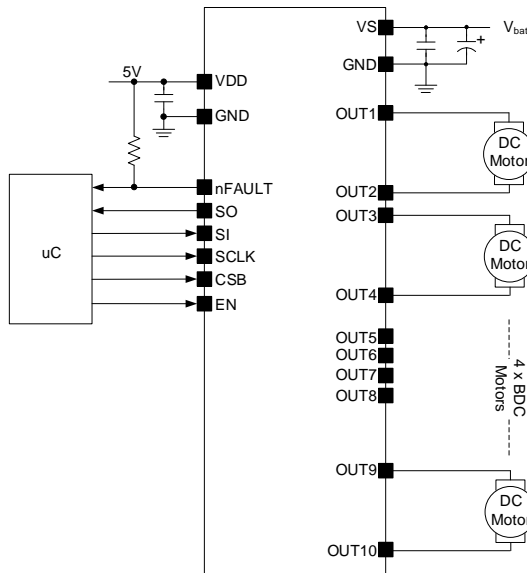 VS
V_bat
5V
VDD
GND
GND
OUT1
DC
Motor
OUT2
nFAULT
SO
OUT3
uC
SI
SCLK
DC
Motor
CSB
EN
OUT4
OUT5
OUT6
OUT7
OUT8
4 x BDC
Motors
OUT9
DC
Motor
OUT10